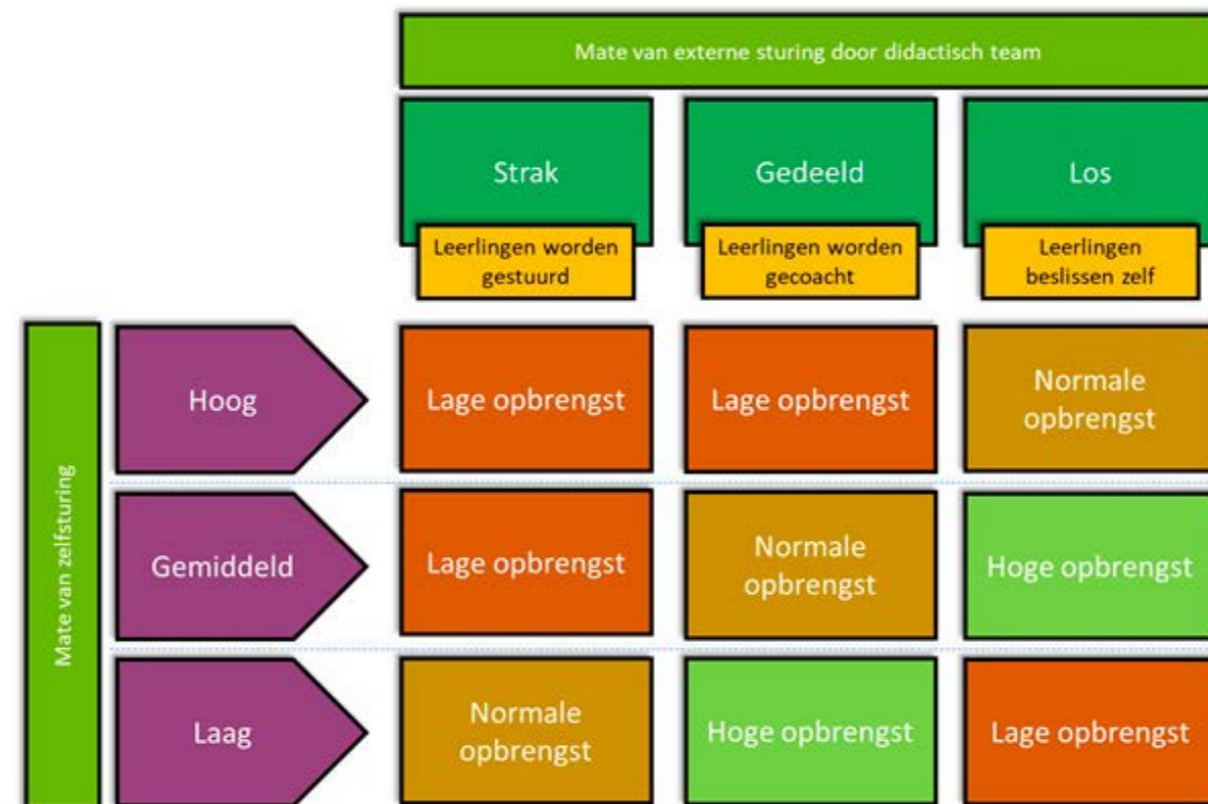 Mate van externe sturing door didactisch team
Strak
Gedeeld
Los
Leerlingen worden
gestuurd
Leerlingen worden
gecoacht
Leerlingen
beslissen zelf
Mate van zelfsturing
Hoog
Lage opbrengst
Lage opbrengst
Normale
opbrengst
Gemiddeld
Lage opbrengst
Normale
opbrengst
Hoge opbrengst
Laag
Normale
opbrengst
Hoge opbrengst
Lage opbrengst